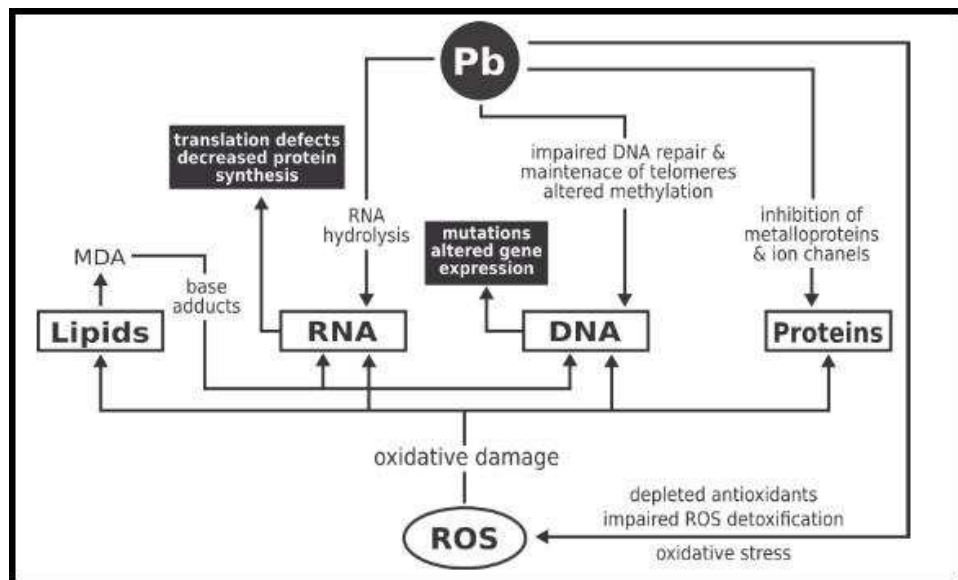 Pb
translation defects
decreased protein
synthesis
impaired DNA repair &
maintenace of telomeres
altered methylation
RNA
hydrolysis
mutations
altered gene
expression
inhibition of
metalloproteins
& ion chanels
MDA
base
adducts
Lipids
RNA
DNA
Proteins
oxidative damage
depleted antioxidants
impaired ROS detoxification
ROS
oxidative stress